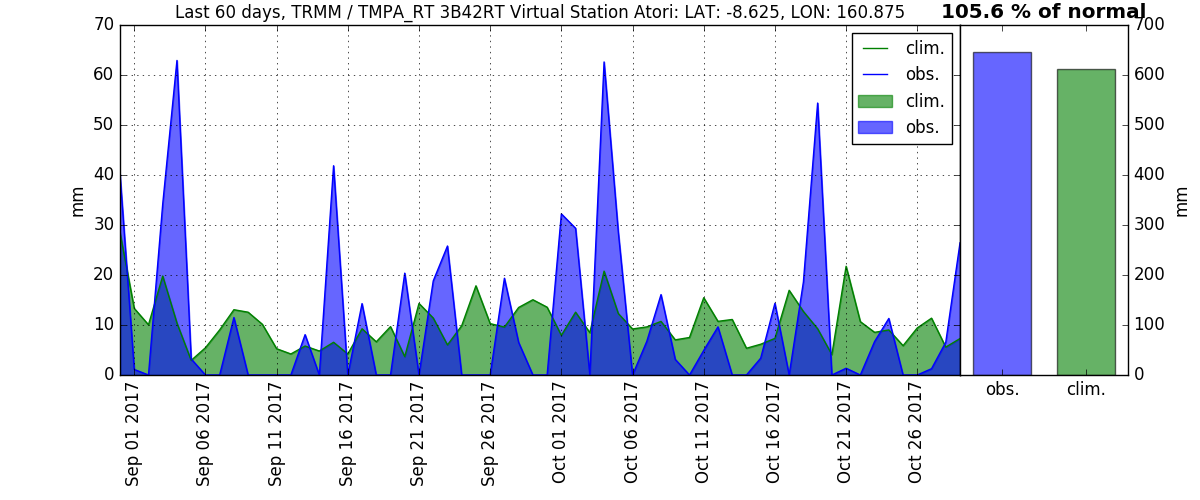 Last 60 days, TRMM / TMPA_RT 3B42RT Virtual Station Atori: LAT: -8.625, LON: 160.875
105.6 % of normal
70
60
50
40
30
20
10
0
mm
clim.
obs.
clim.
obs.
Sep 01 2017
Sep 06 2017
Sep 11 2017
Sep 16 2017
Sep 21 2017
Sep 26 2017
Oct 01 2017
Oct 06 2017
Oct 11 2017
Oct 16 2017
Oct 21 2017
Oct 26 2017
700
600
500
400
300
200
100
0
mm
obs.
clim.